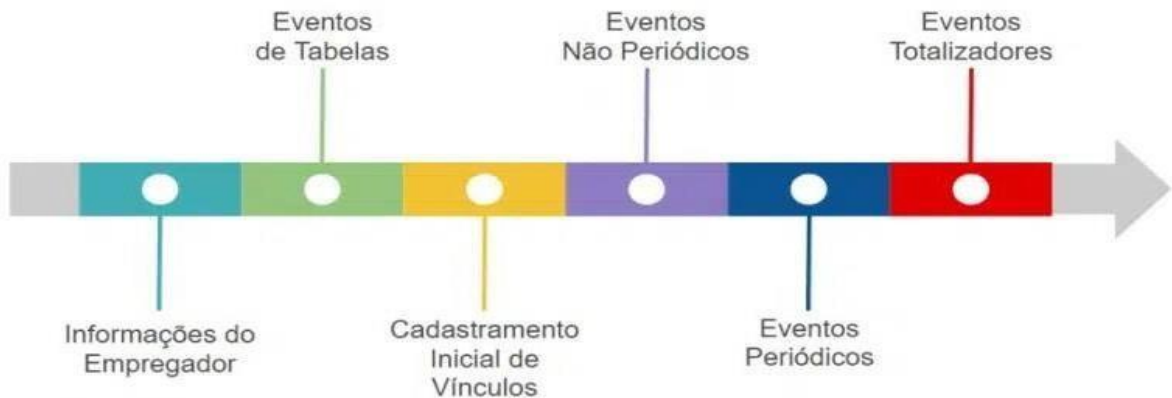 Eventos
de Tabelas
Eventos
Não Periódicos
Eventos
Totalizadores
Informações do
Empregador
Cadastramento
Inicial de
Vínculos
Eventos
Periódicos